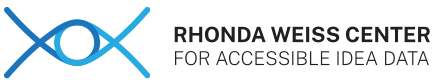 RHONDA WEISS CENTER
FOR ACCESSIBLE IDEA DATA